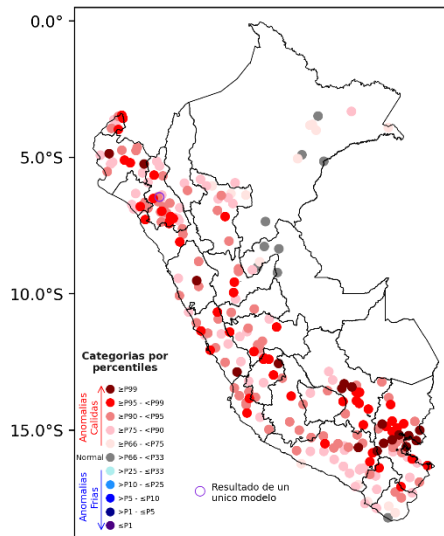 0.0°
5.0°S
10.0°S
15.0°S
Categorias por
percentiles
Anomalias
Calidas
≥P99
≥P95 - <P99
≥P90 - <P95
≥P75 - <P90
≥P66 - <P75
Normal
>P66 - <P33
Anomalias
Frias
>P25 - ≤P33
>P10 - ≤P25
>P5 - ≤P10
>P1 - ≤P5
≤P1
Resultado de un
unico modelo